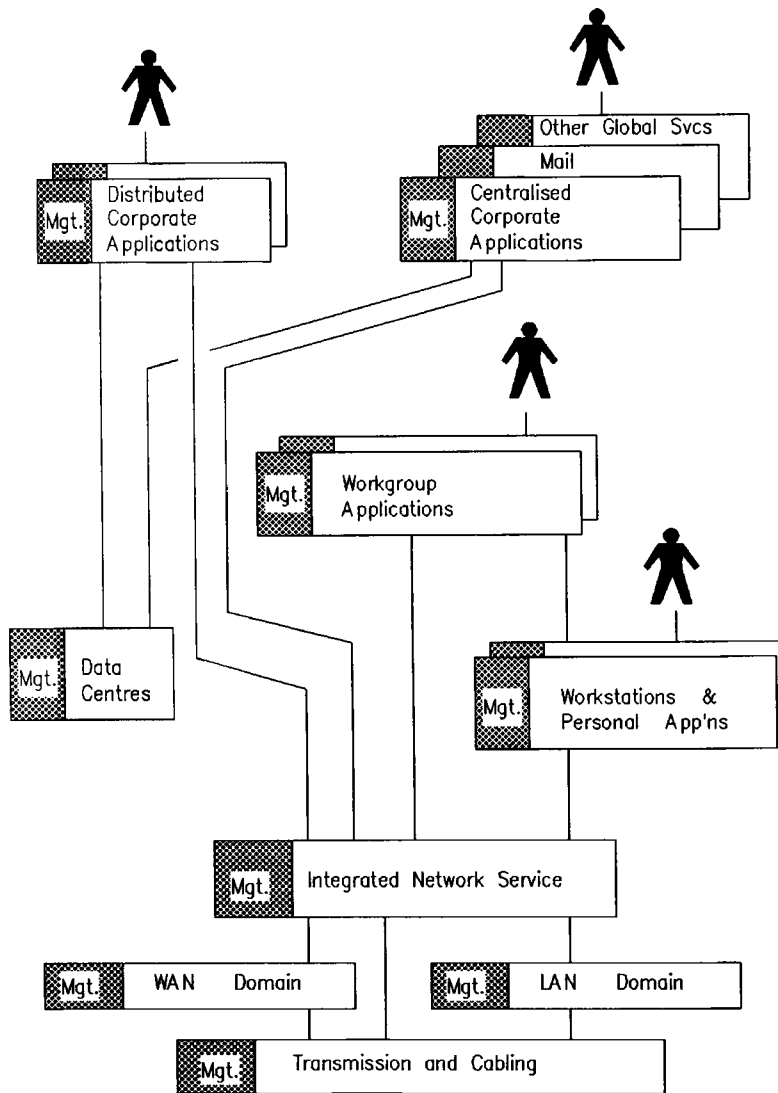 Other Global Svcs
Mail
Mgt.
Distributed
Corporate
Applications
Mgt.
Centralised
Corporate
Applications
Mgt.
Workgroup
Applications
Mgt.
Data
Centres
Mgt.
Workstations &
Personal App'ns
Mgt.
Integrated Network Service
Mgt.
WAN Domain
Mgt.
LAN Domain
Mgt.
Transmission and Cabling